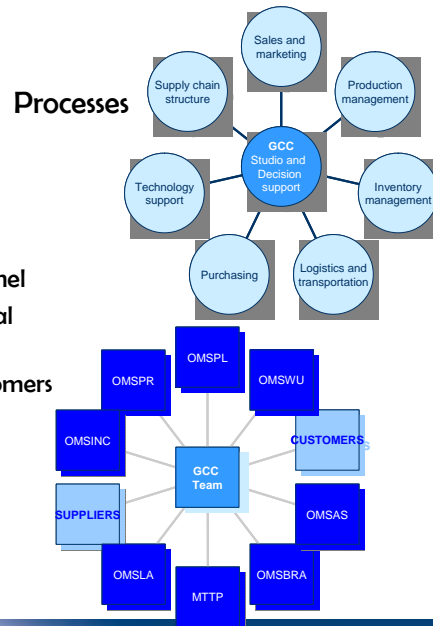 Sales and
marketing
Processes
Supply chain
structure
Production
management
GCC
Studio and
Decision
support
Technology
support
Inventory
management
Purchasing
Logistics and
transportation
nel
al
omers
OMSPL
OMSPR
OMSWU
OMSINC
CUSTOMERS
GCC
Team
SUPPLIERS
OMSAS
OMSLA
OMSBRA
MTTP